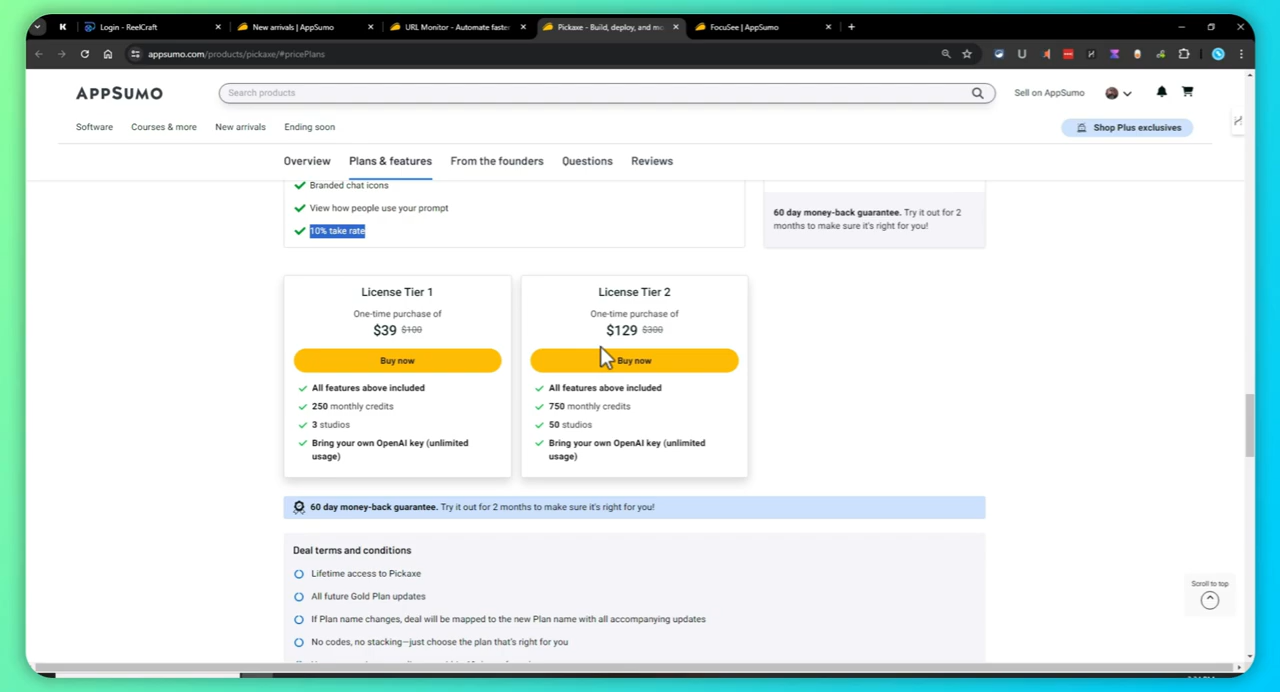 Login - ReelCraft
New arrivals | AppSumo
URL Monitor - Automate faste
Pickaxe - Build, deploy, and mo
FocuSee | AppSumo
appsumo.com/products/pickaxe/#pricePlans
APPSUMO
Search products
Sell on AppSumo
Software
Courses & more
New arrivals
Ending soon
Shop Plus exclusives
Overview
Plans & features
From the founders
Questions
Reviews
Branded chat icons
View how people use your prompt
10% take rate
60 day money-back guarantee. Try it out for 2
months to make sure it's right for you!
License Tier 1
One-time purchase of
$39 $100
Buy now
All features above included
250 monthly credits
3 studios
Bring your own OpenAI key (unlimited
usage)
License Tier 2
One-time purchase of
$129 $300
Buy now
All features above included
750 monthly credits
50 studios
Bring your own OpenAI key (unlimited
usage)
60 day money-back guarantee. Try it out for 2 months to make sure it's right for you!
Deal terms and conditions
Lifetime access to Pickaxe
All future Gold Plan updates
If Plan name changes, deal will be mapped to the new Plan name with all accompanying updates
No codes, no stacking—just choose the plan that's right for you
Scroll to top